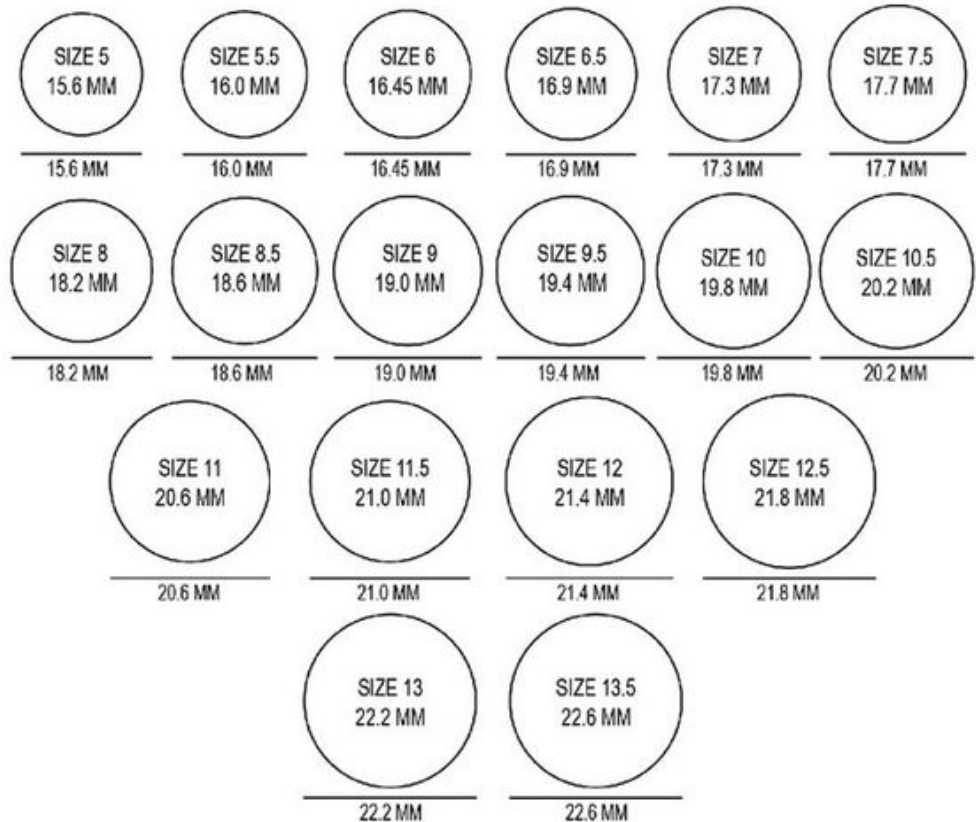 SIZE 5
15.6 MM
15.6 MM
SIZE 5.5
16.0 MM
16.0 MM
SIZE 6
16.45 MM
16.45 MM
SIZE 6.5
16.9 MM
16.9 MM
SIZE 7
17.3 MM
17.3 MM
SIZE 7.5
17.7 MM
17.7 MM
SIZE 8
18.2 MM
18.2 MM
SIZE 8.5
18.6 MM
18.6 MM
SIZE 9
19.0 MM
19.0 MM
SIZE 9.5
19.4 MM
19.4 MM
SIZE 10
19.8 MM
19.8 MM
SIZE 10.5
20.2 MM
20.2 MM
SIZE 11
20.6 MM
20.6 MM
SIZE 11.5
21.0 MM
21.0 MM
SIZE 12
21.4 MM
21.4 MM
SIZE 12.5
21.8 MM
21.8 MM
SIZE 13
22.2 MM
22.2 MM
SIZE 13.5
22.6 MM
22.6 MM